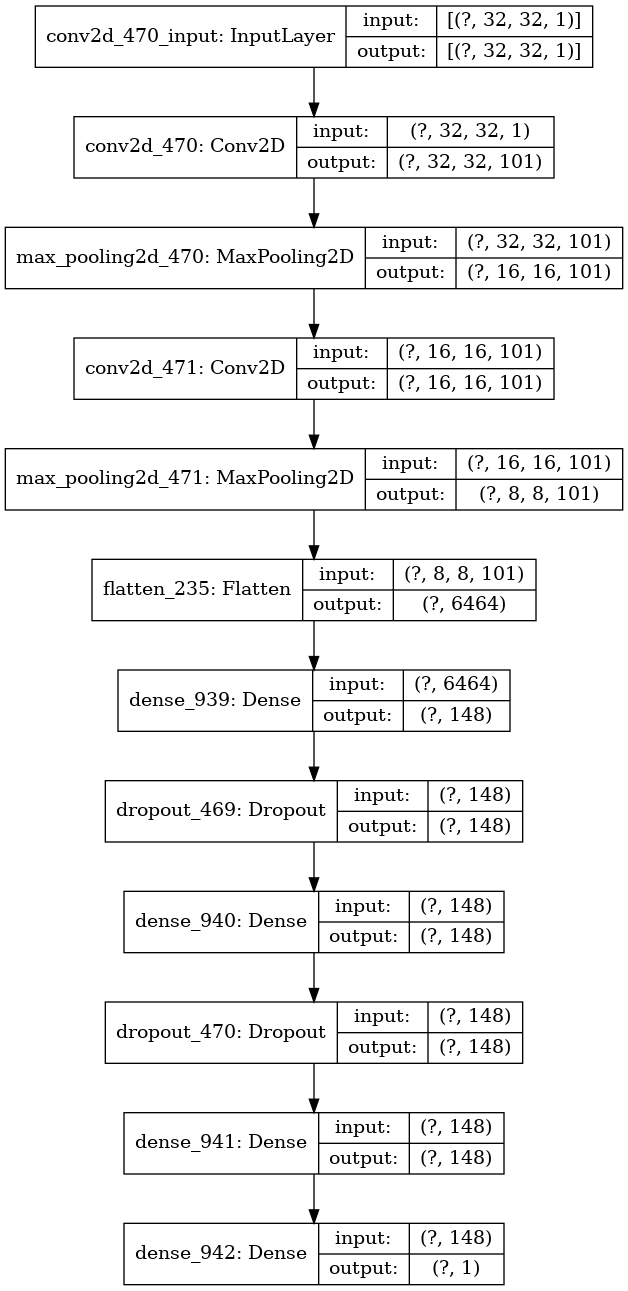 conv2d_470_input: InputLayer
input: [(?, 32, 32, 1)]
output: [(?, 32, 32, 1)]
conv2d_470: Conv2D
input: (?, 32, 32, 1)
output: (?, 32, 32, 101)
max_pooling2d_470: MaxPooling2D
input: (?, 32, 32, 101)
output: (?, 16, 16, 101)
conv2d_471: Conv2D
input: (?, 16, 16, 101)
output: (?, 16, 16, 101)
max_pooling2d_471: MaxPooling2D
input: (?, 16, 16, 101)
output: (?, 8, 8, 101)
flatten_235: Flatten
input: (?, 8, 8, 101)
output: (?, 6464)
dense_939: Dense
input: (?, 6464)
output: (?, 148)
dropout_469: Dropout
input: (?, 148)
output: (?, 148)
dense_940: Dense
input: (?, 148)
output: (?, 148)
dropout_470: Dropout
input: (?, 148)
output: (?, 148)
dense_941: Dense
input: (?, 148)
output: (?, 148)
dense_942: Dense
input: (?, 148)
output: (?, 1)